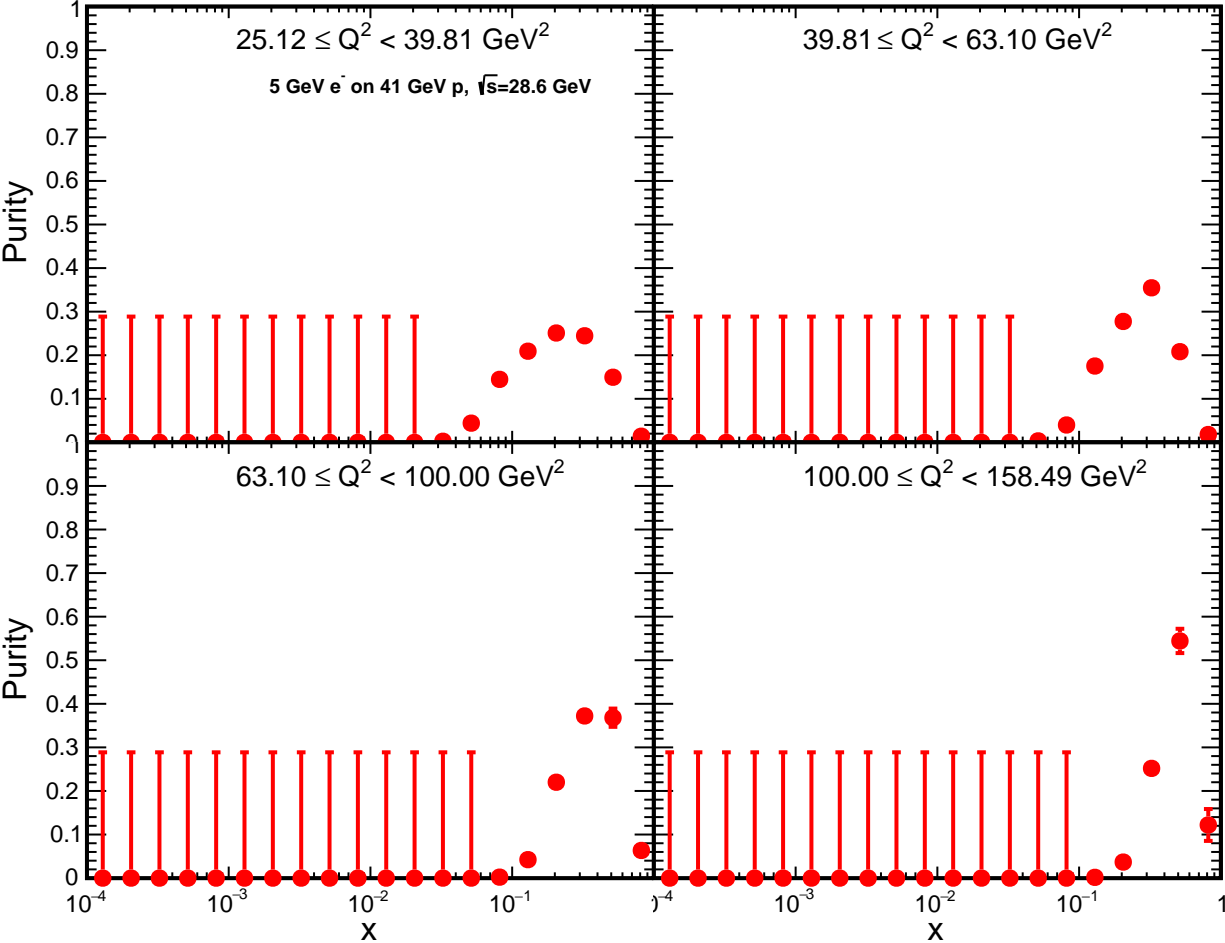 25.12 ≤ Q² < 39.81 GeV²
39.81 ≤ Q² < 63.10 GeV²
5 GeV e⁻ on 41 GeV p, √s=28.6 GeV
1
0.9
0.8
0.7
0.6
0.5
0.4
0.3
0.2
0.1
0
Purity
63.10 ≤ Q² < 100.00 GeV²
100.00 ≤ Q² < 158.49 GeV²
1
0.9
0.8
0.7
0.6
0.5
0.4
0.3
0.2
0.1
0
Purity
10⁻⁴ 10⁻³ 10⁻² 10⁻¹ 10⁻³ 10⁻² 10⁻¹ 1
x x